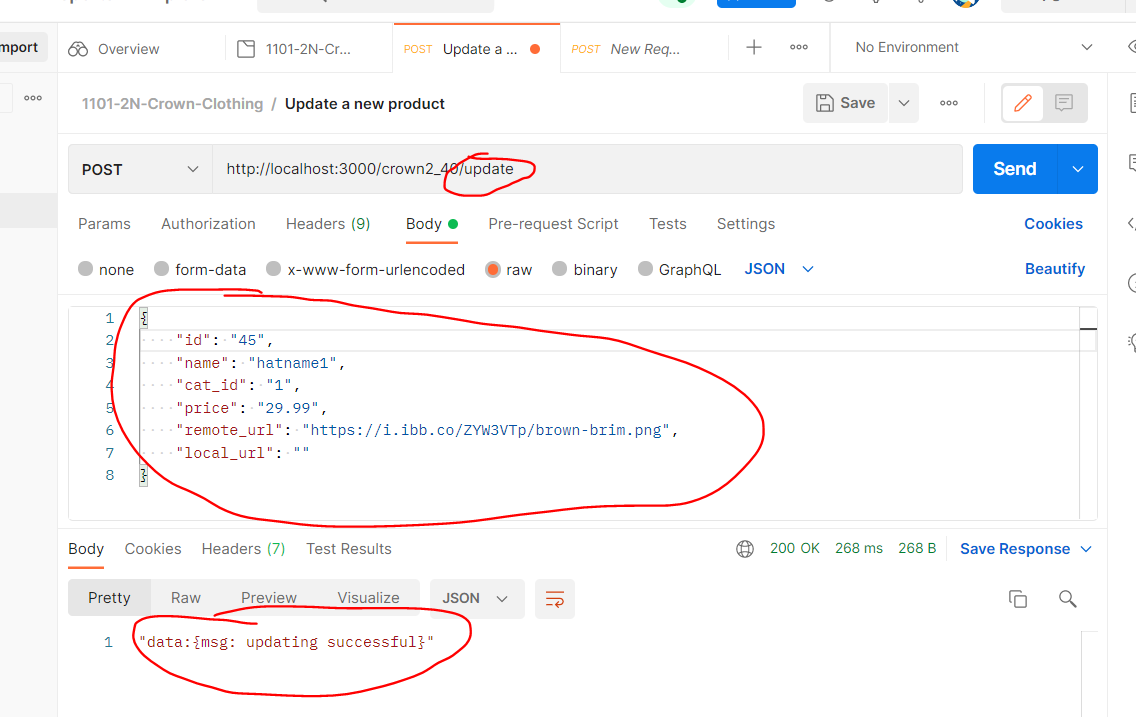 mport
Overview
1101-2N-Cr...
POST Update a ...
POST New Req...
No Environment
1101-2N-Crown-Clothing / Update a new product
Save
POST
http://localhost:3000/crown2_40/update
Send
Params
Authorization
Headers (9)
Body
Pre-request Script
Tests
Settings
Cookies
none
form-data
x-www-form-urlencoded
raw
binary
GraphQL
JSON
Beautify
1 {
2 "id": "45",
3 "name": "hatname1",
4 "cat_id": "1",
5 "price": "29.99",
6 "remote_url": "https://i.ibb.co/ZYW3VTp/brown-brim.png",
7 "local_url": ""
8 }
Body
Cookies
Headers (7)
Test Results
200 OK
268 ms
268 B
Save Response
Pretty
Raw
Preview
Visualize
JSON
1 "data:{msg: updating successful}"